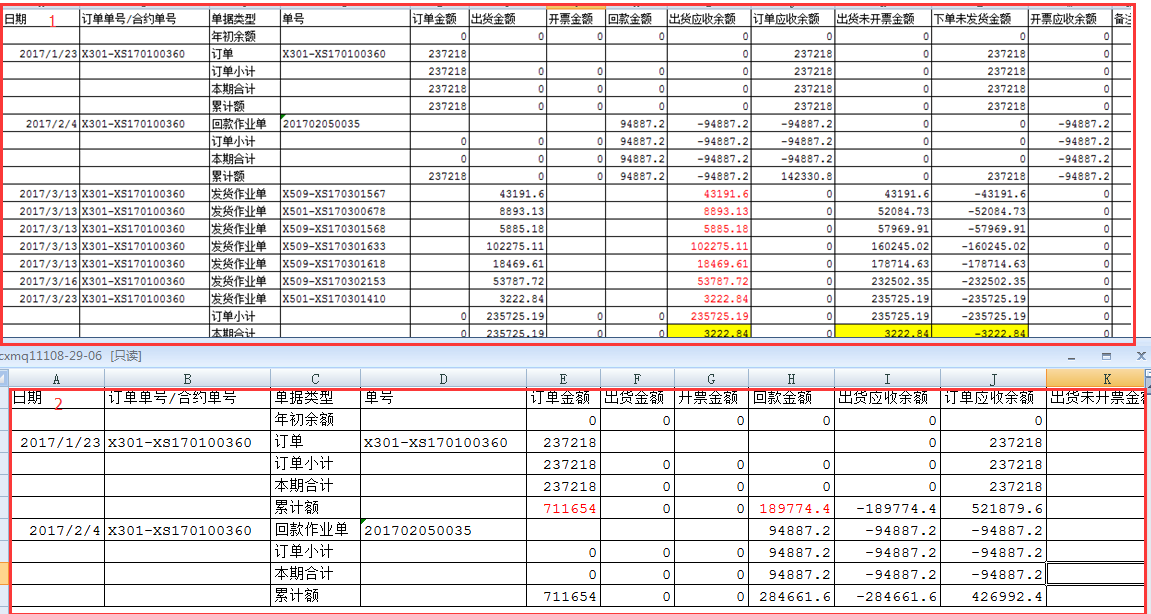 日期 1 订单单号/合约单号 单据类型 单号 订单金额 出货金额 开票金额 回款金额 出货应收余额 订单应收余额 出货未开票金额 下单未发货金额 开票应收余额 备注
年初余额 0 0 0 0 0 0 0 0 0
2017/1/23 X301-XS170100360 订单 X301-XS170100360 237218 0 237218 0 237218 0
订单小计 237218 0 0 0 0 237218 0 237218 0
本期合计 237218 0 0 0 0 237218 0 237218 0
累计额 237218 0 0 0 0 237218 0 237218 0
2017/2/4 X301-XS170100360 回款作业单 201702050035 94887.2 -94887.2 -94887.2 0 0 -94887.2
订单小计 0 0 0 94887.2 -94887.2 -94887.2 0 0 -94887.2
本期合计 0 0 0 94887.2 -94887.2 -94887.2 0 0 -94887.2
累计额 237218 0 0 94887.2 -94887.2 142330.8 0 237218 -94887.2
2017/3/13 X301-XS170100360 发货作业单 X509-XS170301567 43191.6 43191.6 0 43191.6 -43191.6 0
2017/3/13 X301-XS170100360 发货作业单 X501-XS170300678 8893.13 8893.13 0 52084.73 -52084.73 0
2017/3/13 X301-XS170100360 发货作业单 X509-XS170301568 5885.18 5885.18 0 57969.91 -57969.91 0
2017/3/13 X301-XS170100360 发货作业单 X509-XS170301633 102275.11 102275.11 0 160245.02 -160245.02 0
2017/3/13 X301-XS170100360 发货作业单 X509-XS170301618 18469.61 18469.61 0 178714.63 -178714.63 0
2017/3/16 X301-XS170100360 发货作业单 X509-XS170302153 53787.72 53787.72 0 232502.35 -232502.35 0
2017/3/23 X301-XS170100360 发货作业单 X501-XS170301410 3222.84 3222.84 0 235725.19 -235725.19 0
订单小计 0 235725.19 0 0 235725.19 0 235725.19 -235725.19 0
本期合计 0 235725.19 0 0 3222.84 0 3222.84 -3222.84 0
cxmq11108-29-06 [只读]
A B C D E F G H I J K
日期 2 订单单号/合约单号 单据类型 单号 订单金额 出货金额 开票金额 回款金额 出货应收余额 订单应收余额 出货未开票金额
年初余额 0 0 0 0 0 0
2017/1/23 X301-XS170100360 订单 X301-XS170100360 237218 0 237218
订单小计 237218 0 0 0 0 237218
本期合计 237218 0 0 0 0 237218
累计额 711654 0 0 189774.4 -189774.4 521879.6
2017/2/4 X301-XS170100360 回款作业单 201702050035 94887.2 -94887.2 -94887.2
订单小计 0 0 0 94887.2 -94887.2 -94887.2
本期合计 0 0 0 94887.2 -94887.2 -94887.2
累计额 711654 0 0 284661.6 -284661.6 426992.4